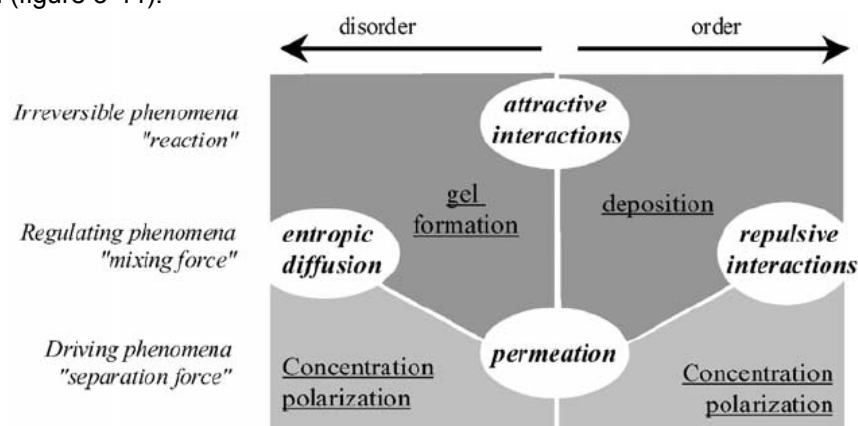 (figure
disorder
order
Irreversible phenomena
"reaction"
attractive
interactions
gel
formation
deposition
Regulating phenomena
"mixing force"
entropic
diffusion
repulsive
interactions
Driving phenomena
"separation force"
permeation
Concentration
polarization
Concentration
polarization